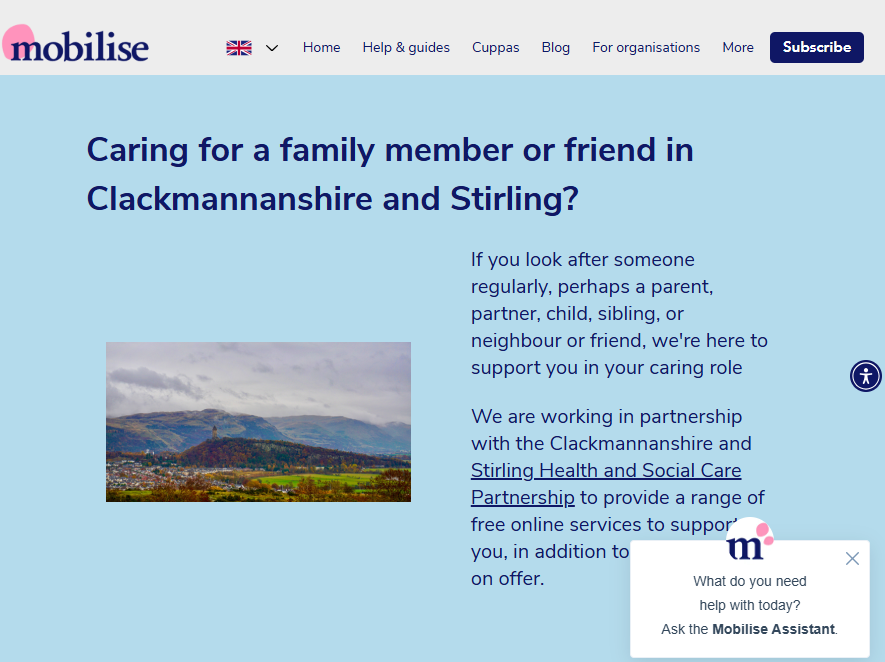 mobilise
Home Help & guides Cuppas Blog For organisations More Subscribe
Caring for a family member or friend in
Clackmannanshire and Stirling?
If you look after someone
regularly, perhaps a parent,
partner, child, sibling, or
neighbour or friend, we're here to
support you in your caring role
We are working in partnership
with the Clackmannanshire and
Stirling Health and Social Care
Partnership to provide a range of
free online services to support
you, in addition to
on offer.
m
What do you need
help with today?
Ask the Mobilise Assistant.